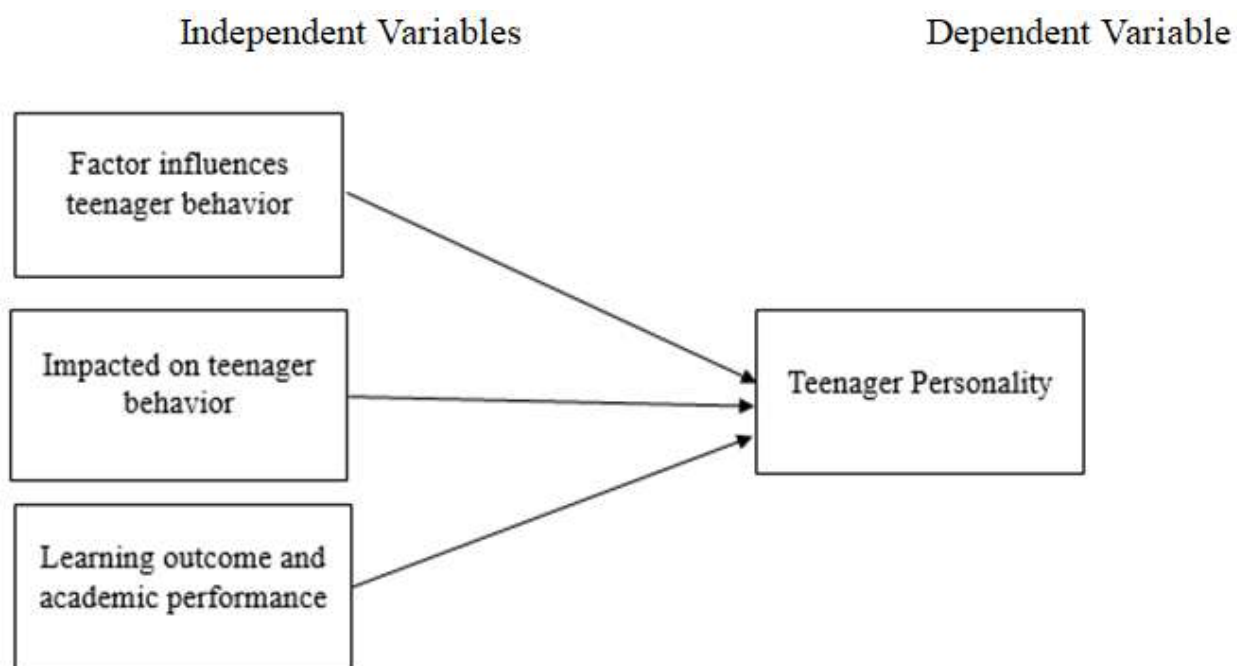 Independent Variables
Dependent Variable
Factor influences
teenager behavior
Impacted on teenager
behavior
Learning outcome and
academic performance
Teenager Personality